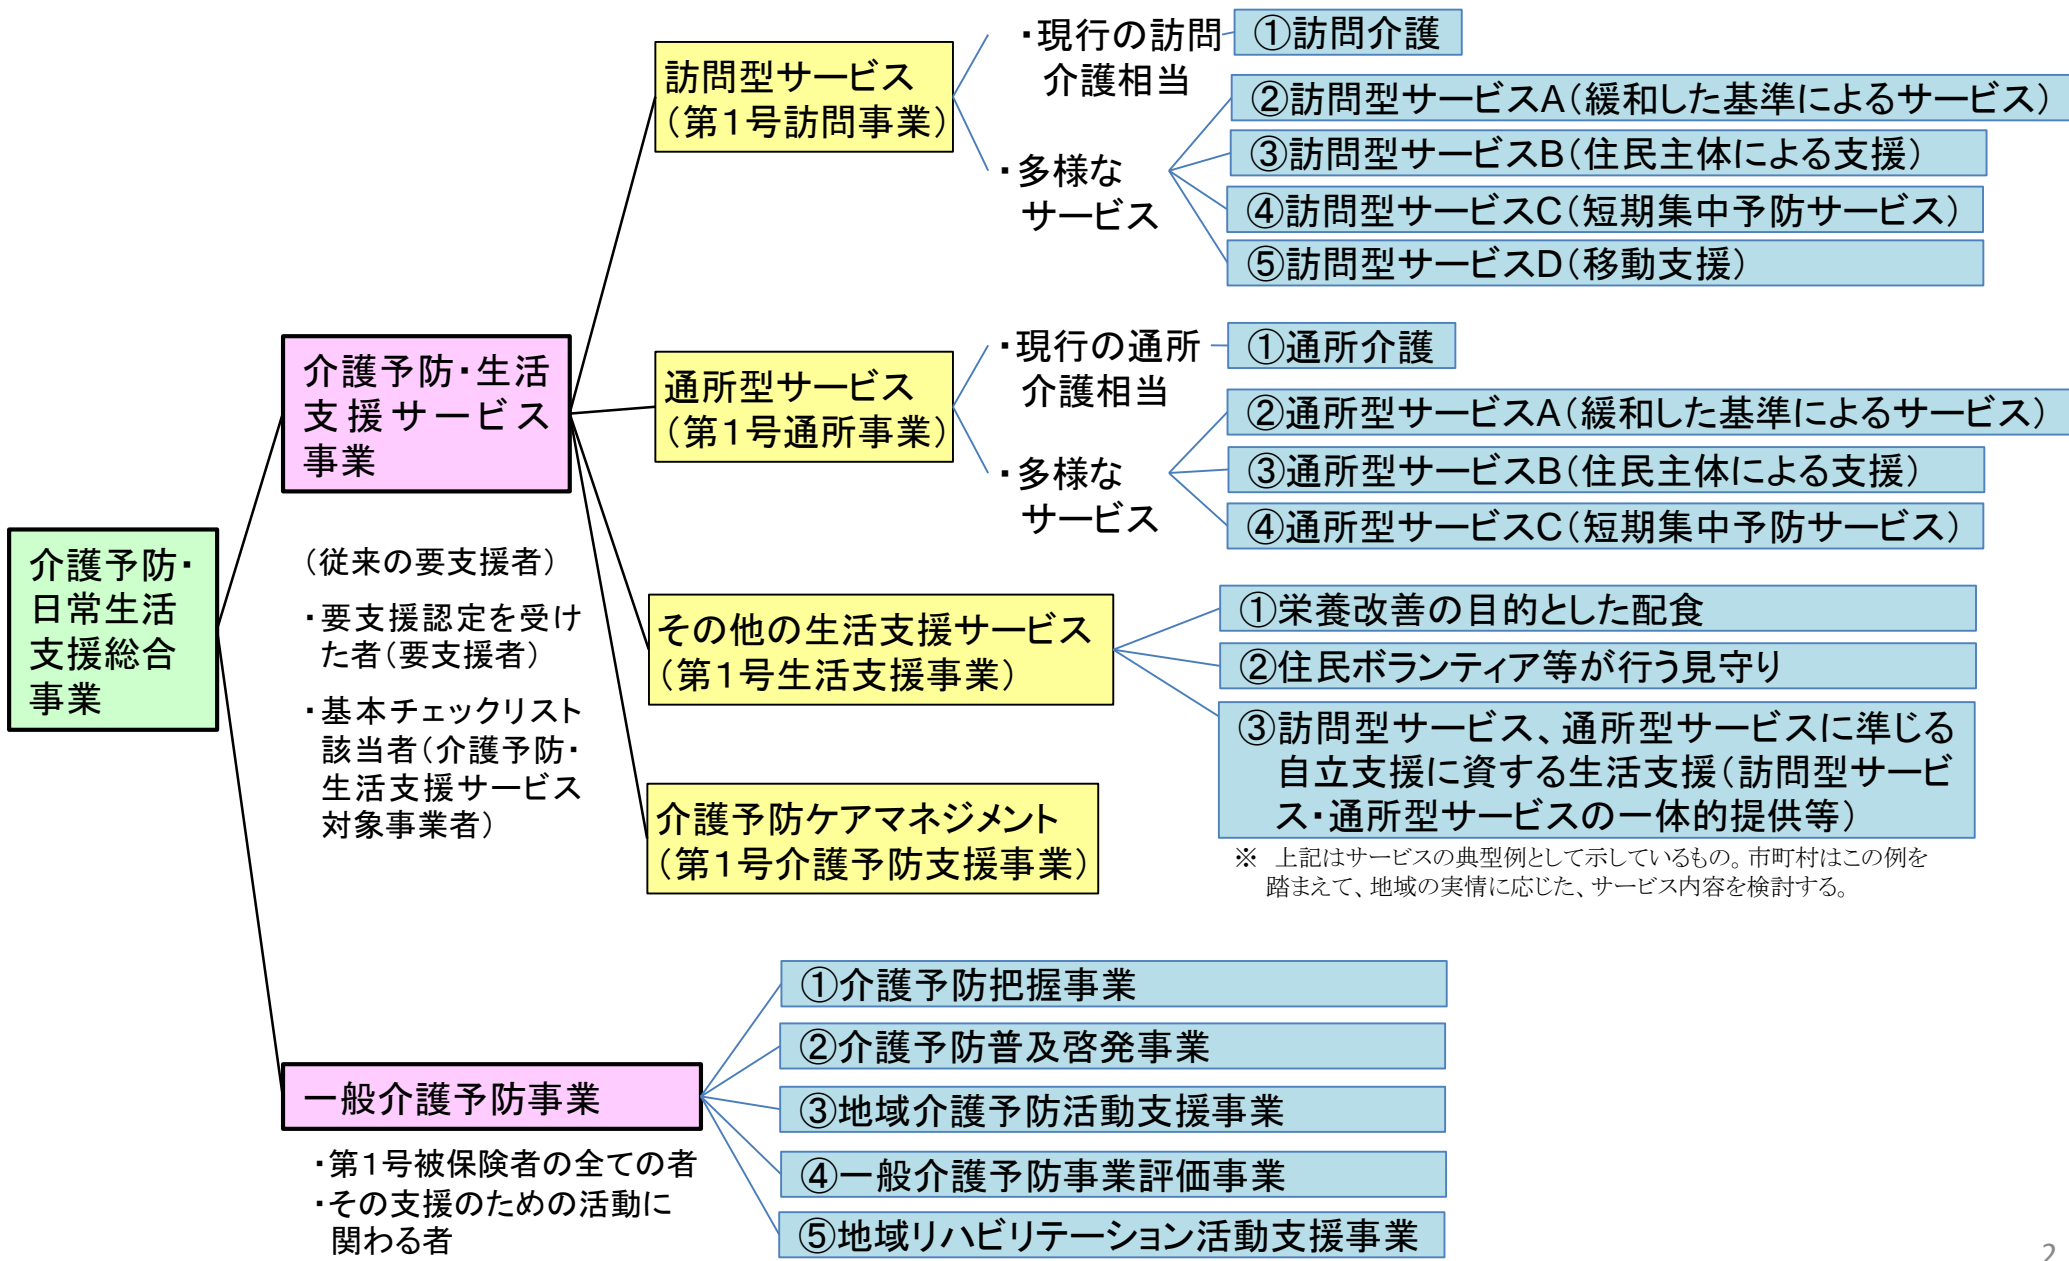 介護予防・
日常生活
支援総合
事業
介護予防・生活
支援サービス
事業
（従来の要支援者）
・要支援認定を受け
た者（要支援者）
・基本チェックリスト
該当者（介護予防・
生活支援サービス
対象事業者）
訪問型サービス
（第１号訪問事業）
・現行の訪問
介護相当
①訪問介護
・多様な
サービス
②訪問型サービスA（緩和した基準によるサービス）
③訪問型サービスB（住民主体による支援）
④訪問型サービスC（短期集中予防サービス）
⑤訪問型サービスD（移動支援）
通所型サービス
（第１号通所事業）
・現行の通所
介護相当
①通所介護
・多様な
サービス
②通所型サービスA（緩和した基準によるサービス）
③通所型サービスB（住民主体による支援）
④通所型サービスC（短期集中予防サービス）
その他の生活支援サービス
（第１号生活支援事業）
①栄養改善の目的とした配食
②住民ボランティア等が行う見守り
③訪問型サービス、通所型サービスに準じる
自立支援に資する生活支援（訪問型サービ
ス・通所型サービスの一体的提供等）
介護予防ケアマネジメント
（第１号介護予防支援事業）
※　上記はサービスの典型例として示しているもの。市町村はこの例を
踏まえて、地域の実情に応じた、サービス内容を検討する。
一般介護予防事業
・第１号被保険者の全ての者
・その支援のための活動に
関わる者
①介護予防把握事業
②介護予防普及啓発事業
③地域介護予防活動支援事業
④一般介護予防事業評価事業
⑤地域リハビリテーション活動支援事業
2